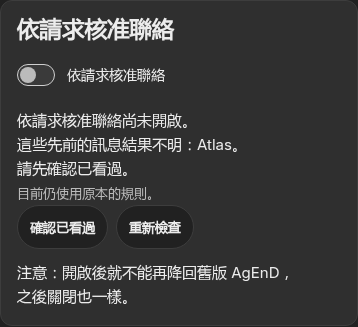 依請求核准聯絡
依請求核准聯絡
依請求核准聯絡尚未開啟。
這些先前的訊息結果不明：Atlas。
請先確認已看過。
目前仍使用原本的規則。
確認已看過 重新檢查
注意：開啟後就不能再降回舊版 AgEnD，
之後關閉也一樣。